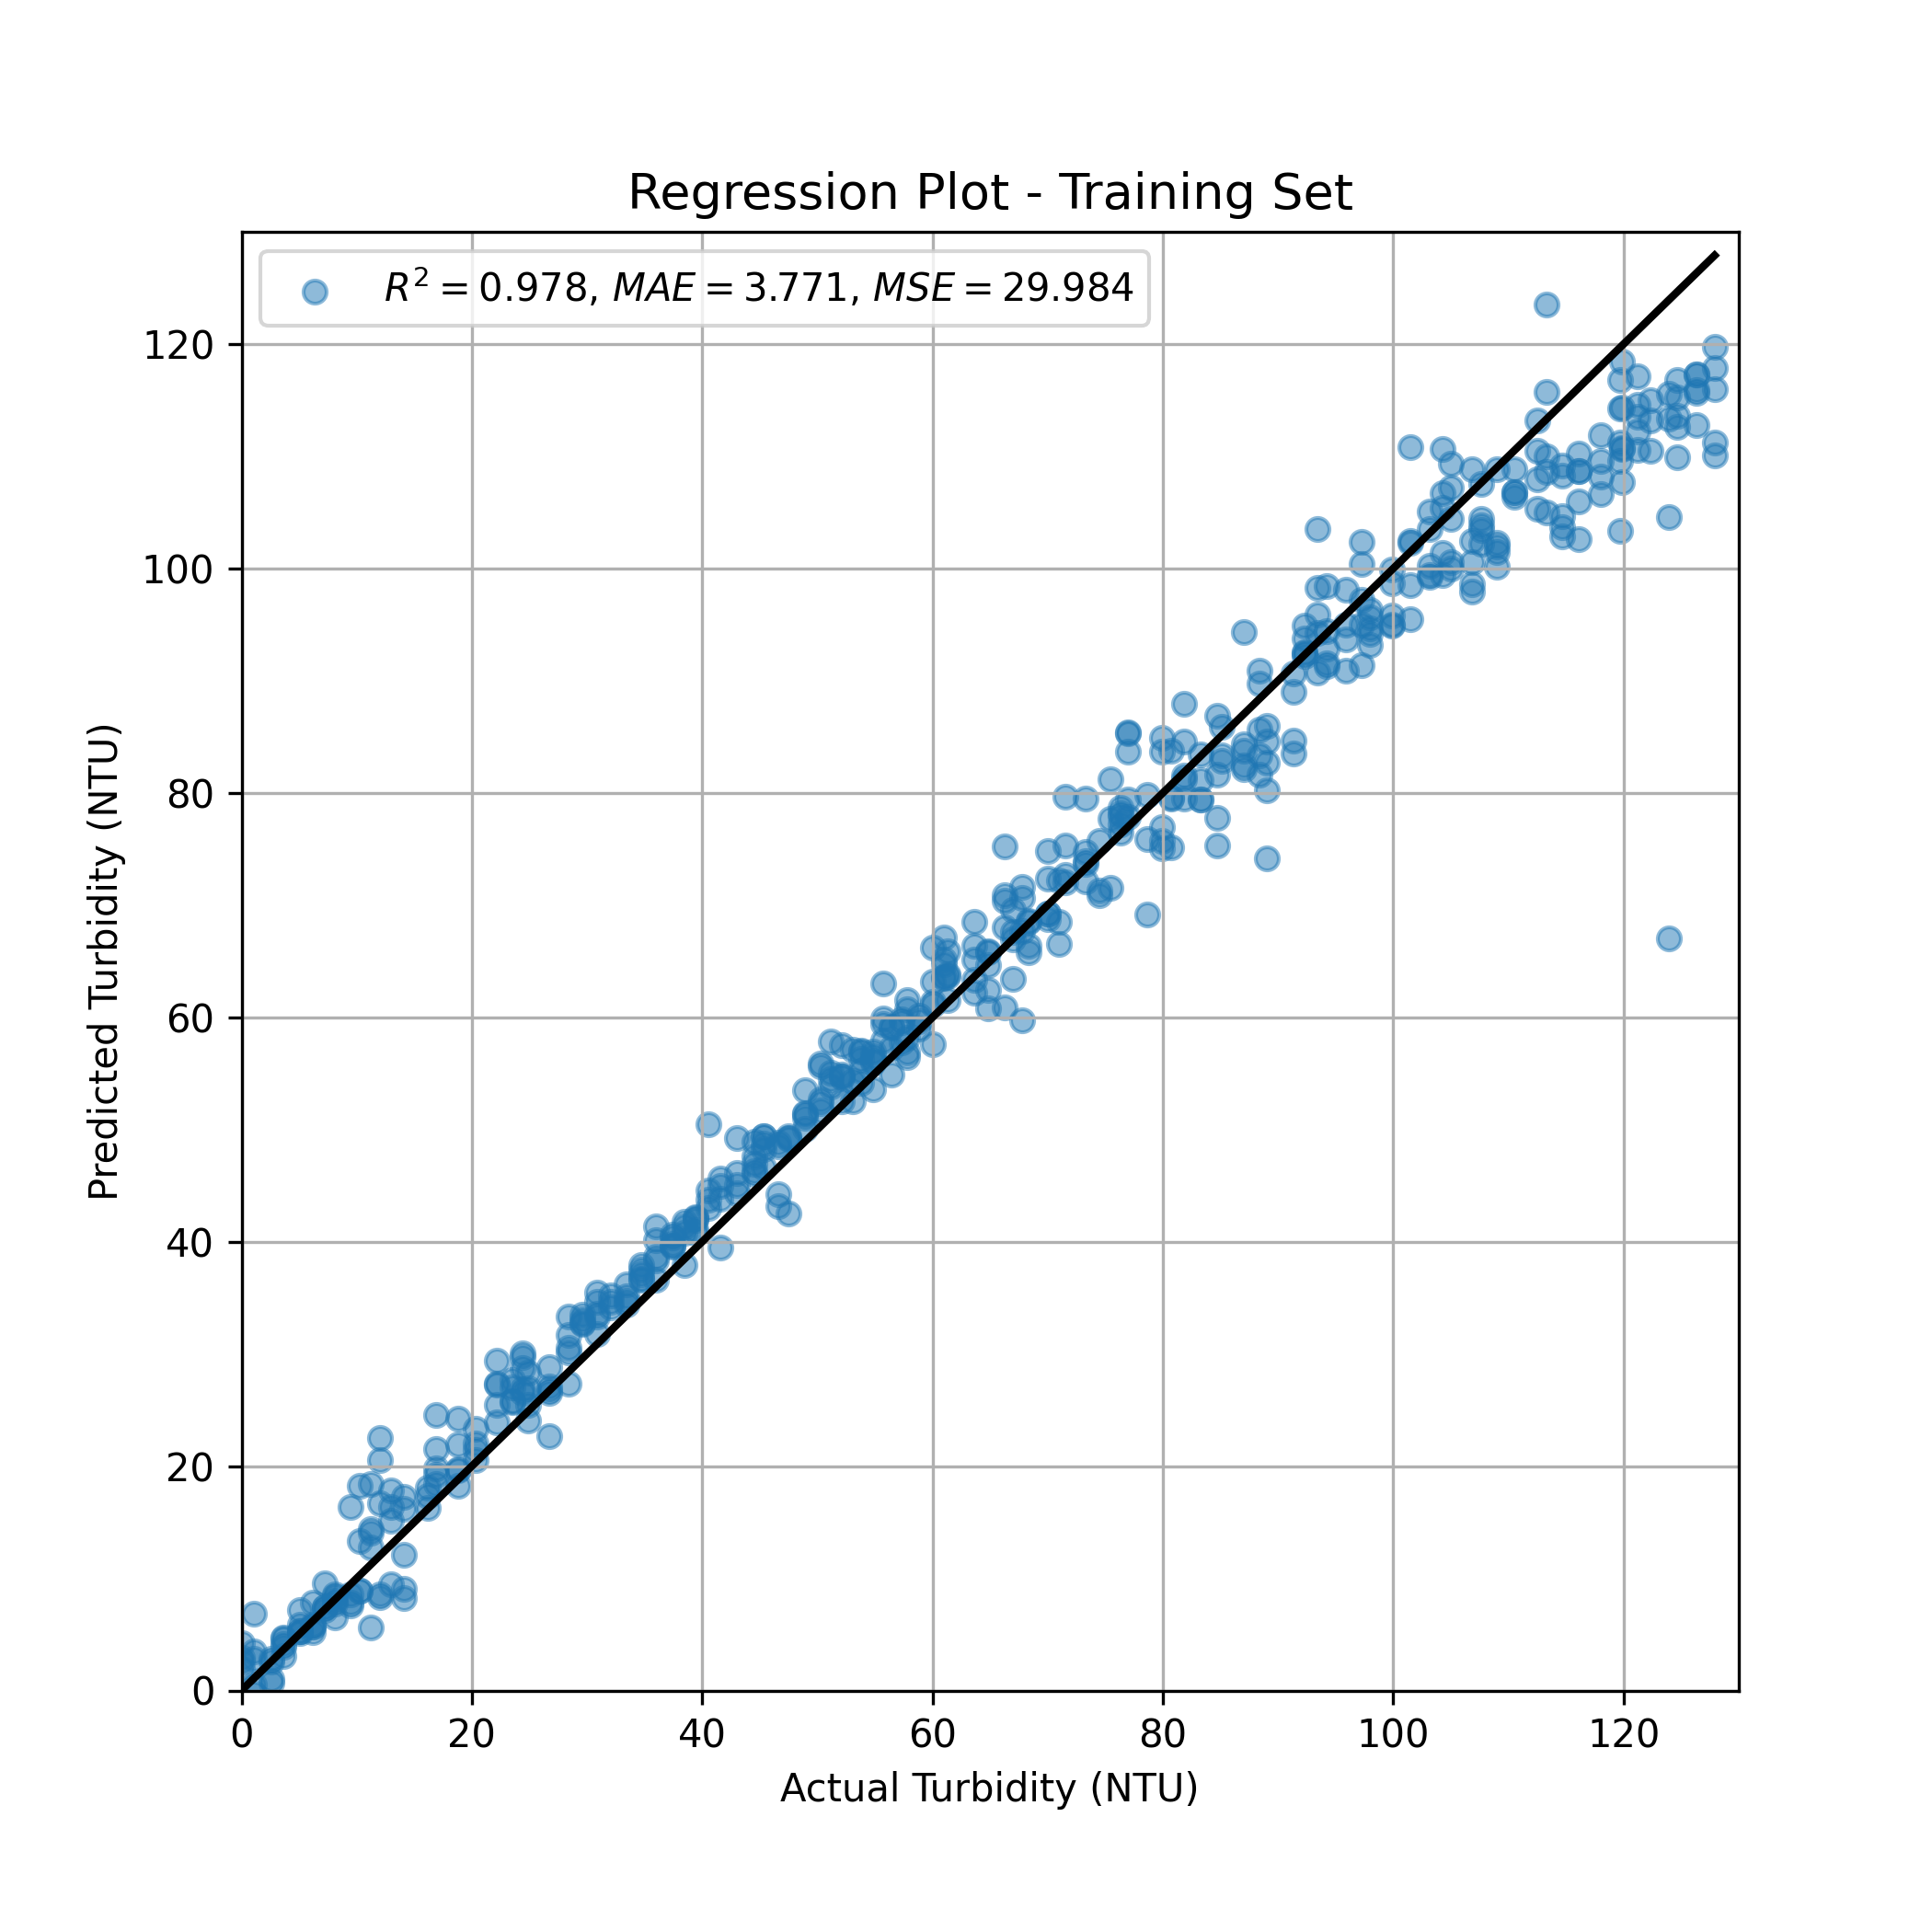 Regression Plot - Training Set
R² = 0.978, MAE = 3.771, MSE = 29.984
Predicted Turbidity (NTU)
120
100
80
60
40
20
0
0 20 40 60 80 100 120
Actual Turbidity (NTU)